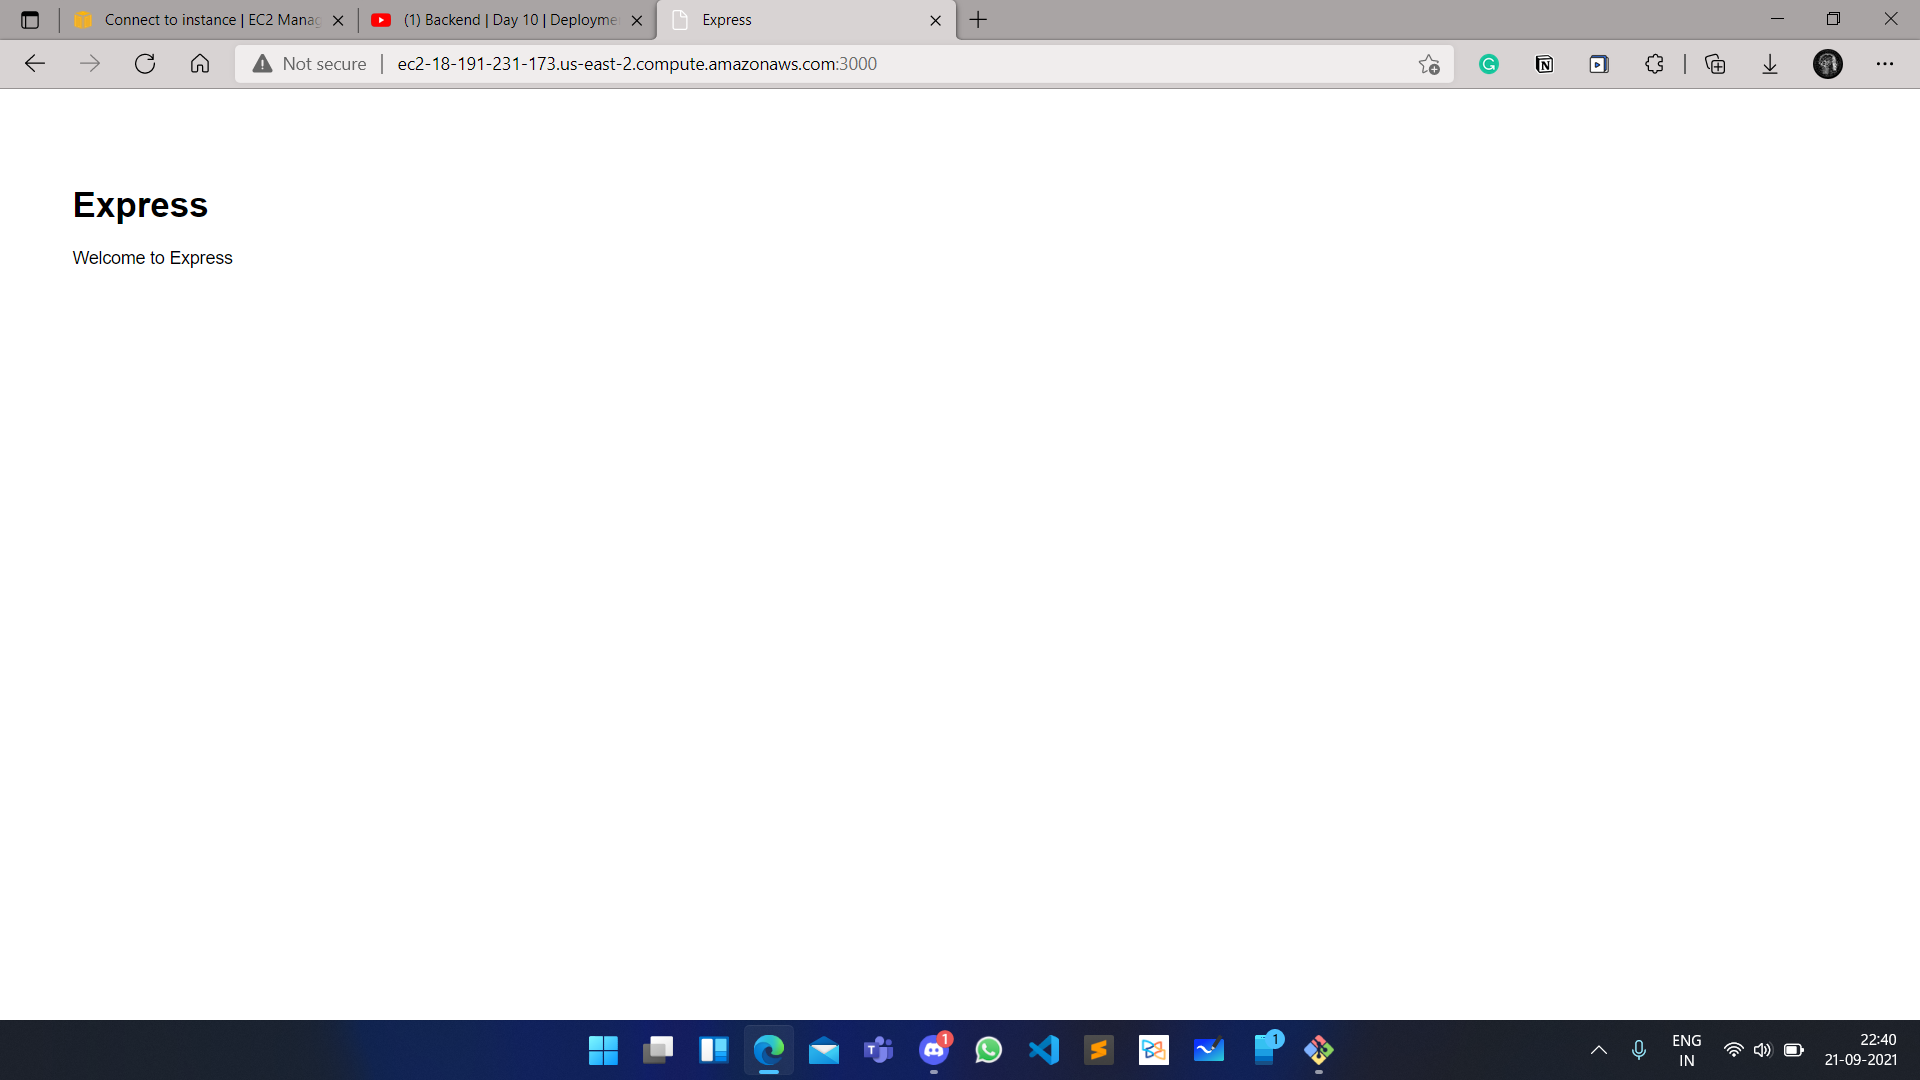 Connect to instance | EC2 Manag
(1) Backend | Day 10 | Deployme
Express
Not secure
ec2-18-191-231-173.us-east-2.compute.amazonaws.com:3000
Express
Welcome to Express
1
1
ENG
IN
22:40
21-09-2021